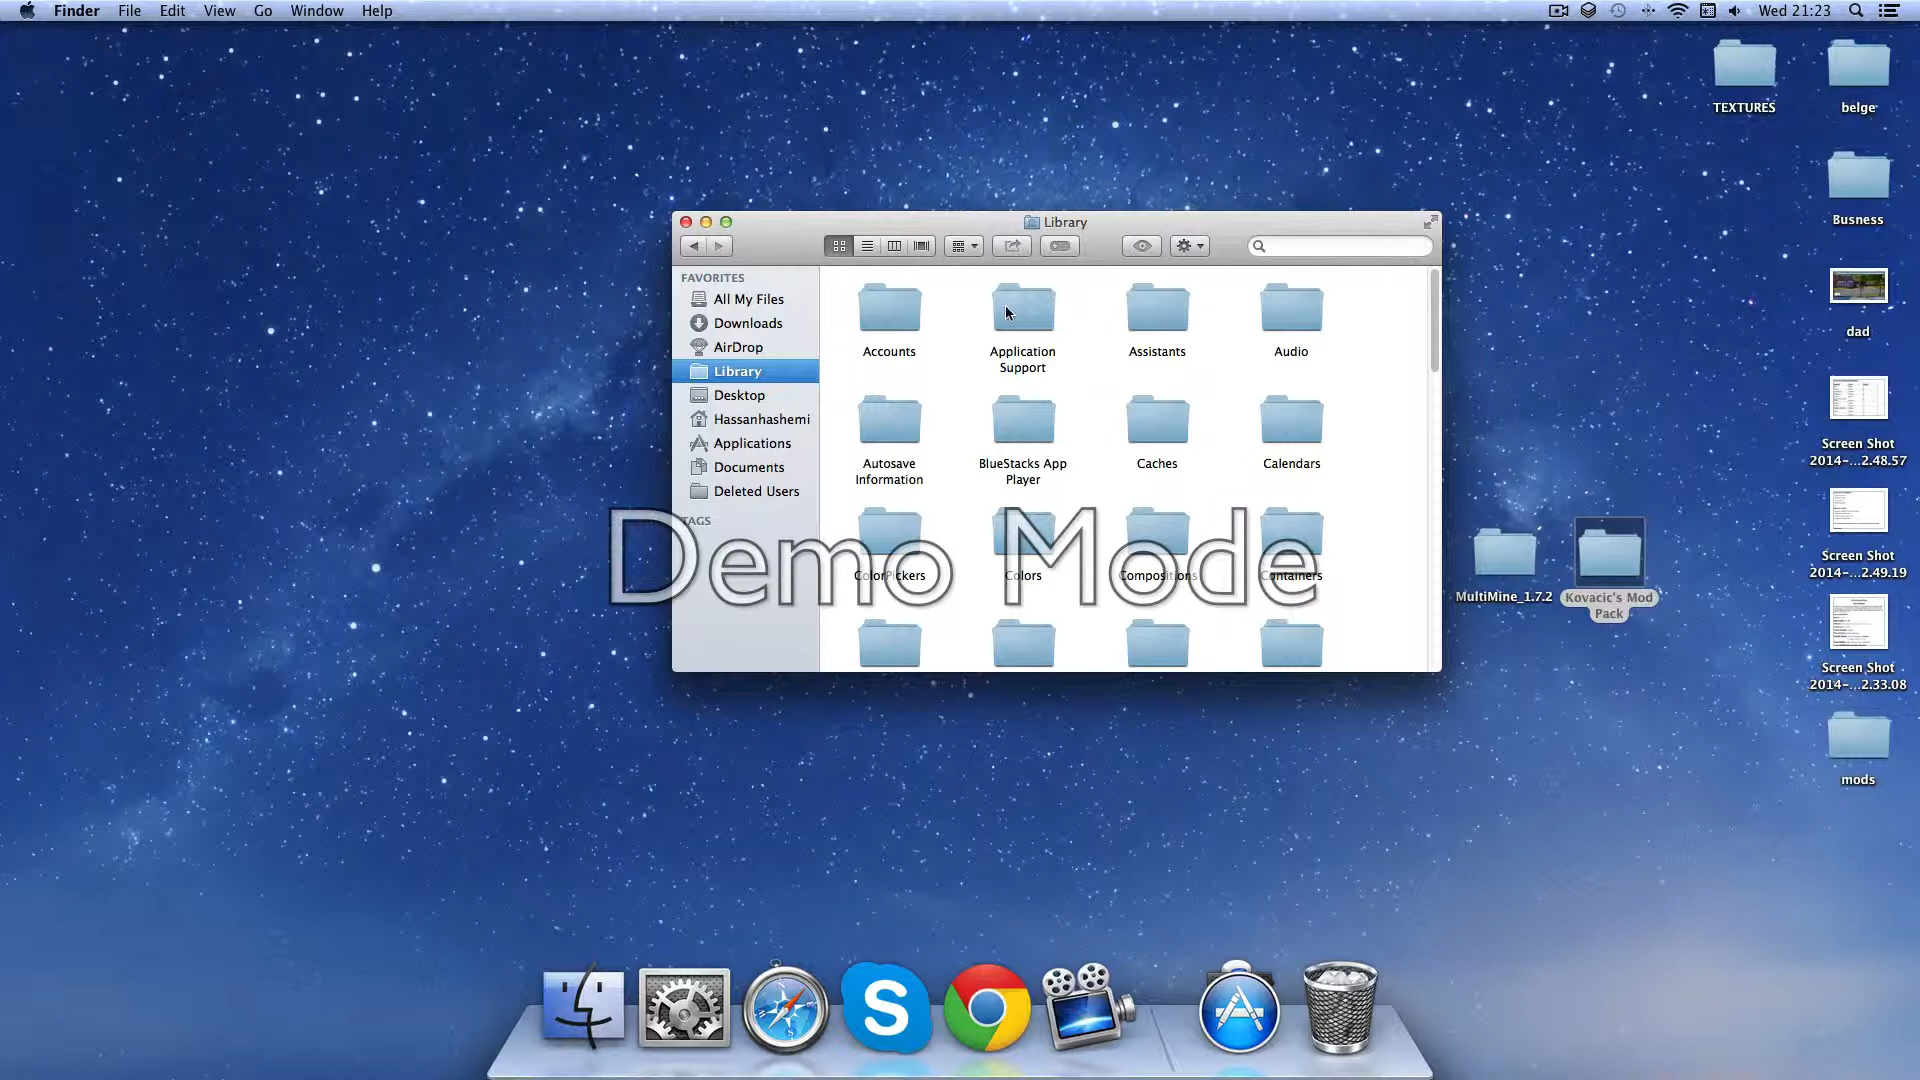 Finder File Edit View Go Window Help
Wed 21:23
TEXTURES
belge
Busness
dad
Screen Shot
2014-...2.48.57
Screen Shot
2014-...2.49.19
Screen Shot
2014-...2.33.08
mods
MultiMine_1.7.2
Kovacic's Mod
Pack
Library
FAVORITES
All My Files
Downloads
AirDrop
Library
Desktop
Hassanhashemi
Applications
Documents
Deleted Users
TAGS
Accounts
Application
Support
Assistants
Audio
Autosave
Information
BlueStacks App
Player
Caches
Calendars
ColorPickers
Colors
Compositions
Containers
Demo Mode